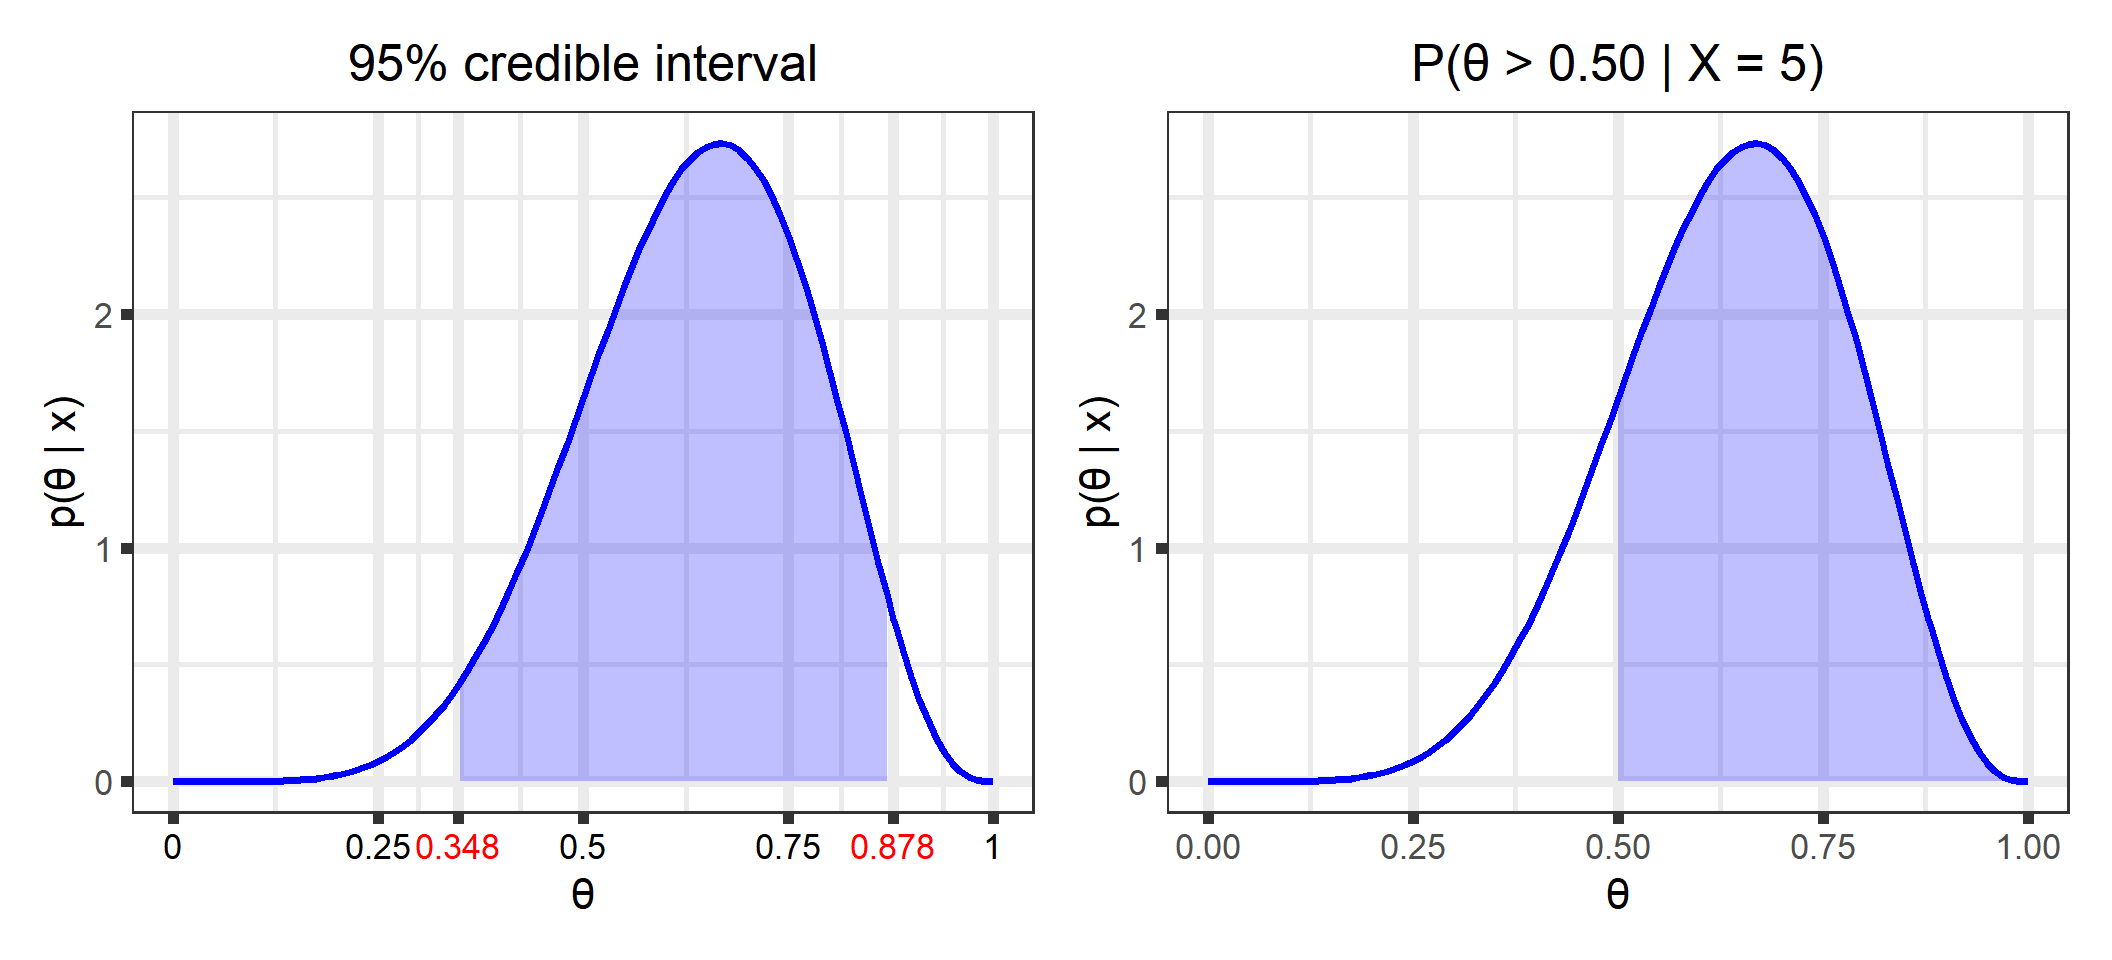 95% credible interval
p(θ | x)
2
1
0
0 0.25 0.348 0.5 0.75 0.878 1
θ
P(θ > 0.50 | X = 5)
p(θ | x)
2
1
0
0.00 0.25 0.50 0.75 1.00
θ